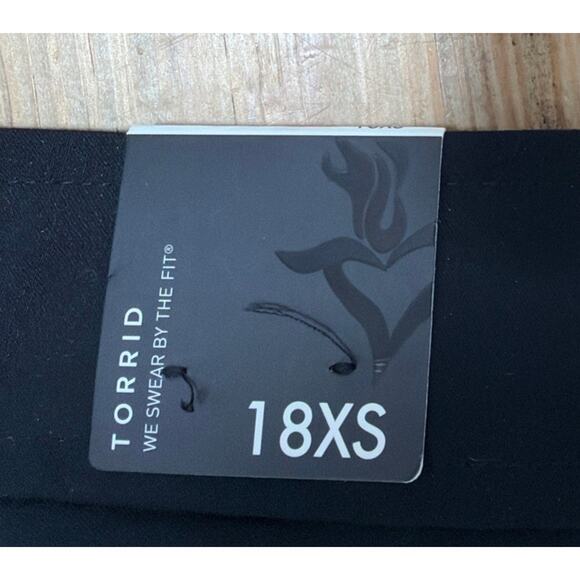 TORRID
WE SWEAR BY THE FIT®
18XS